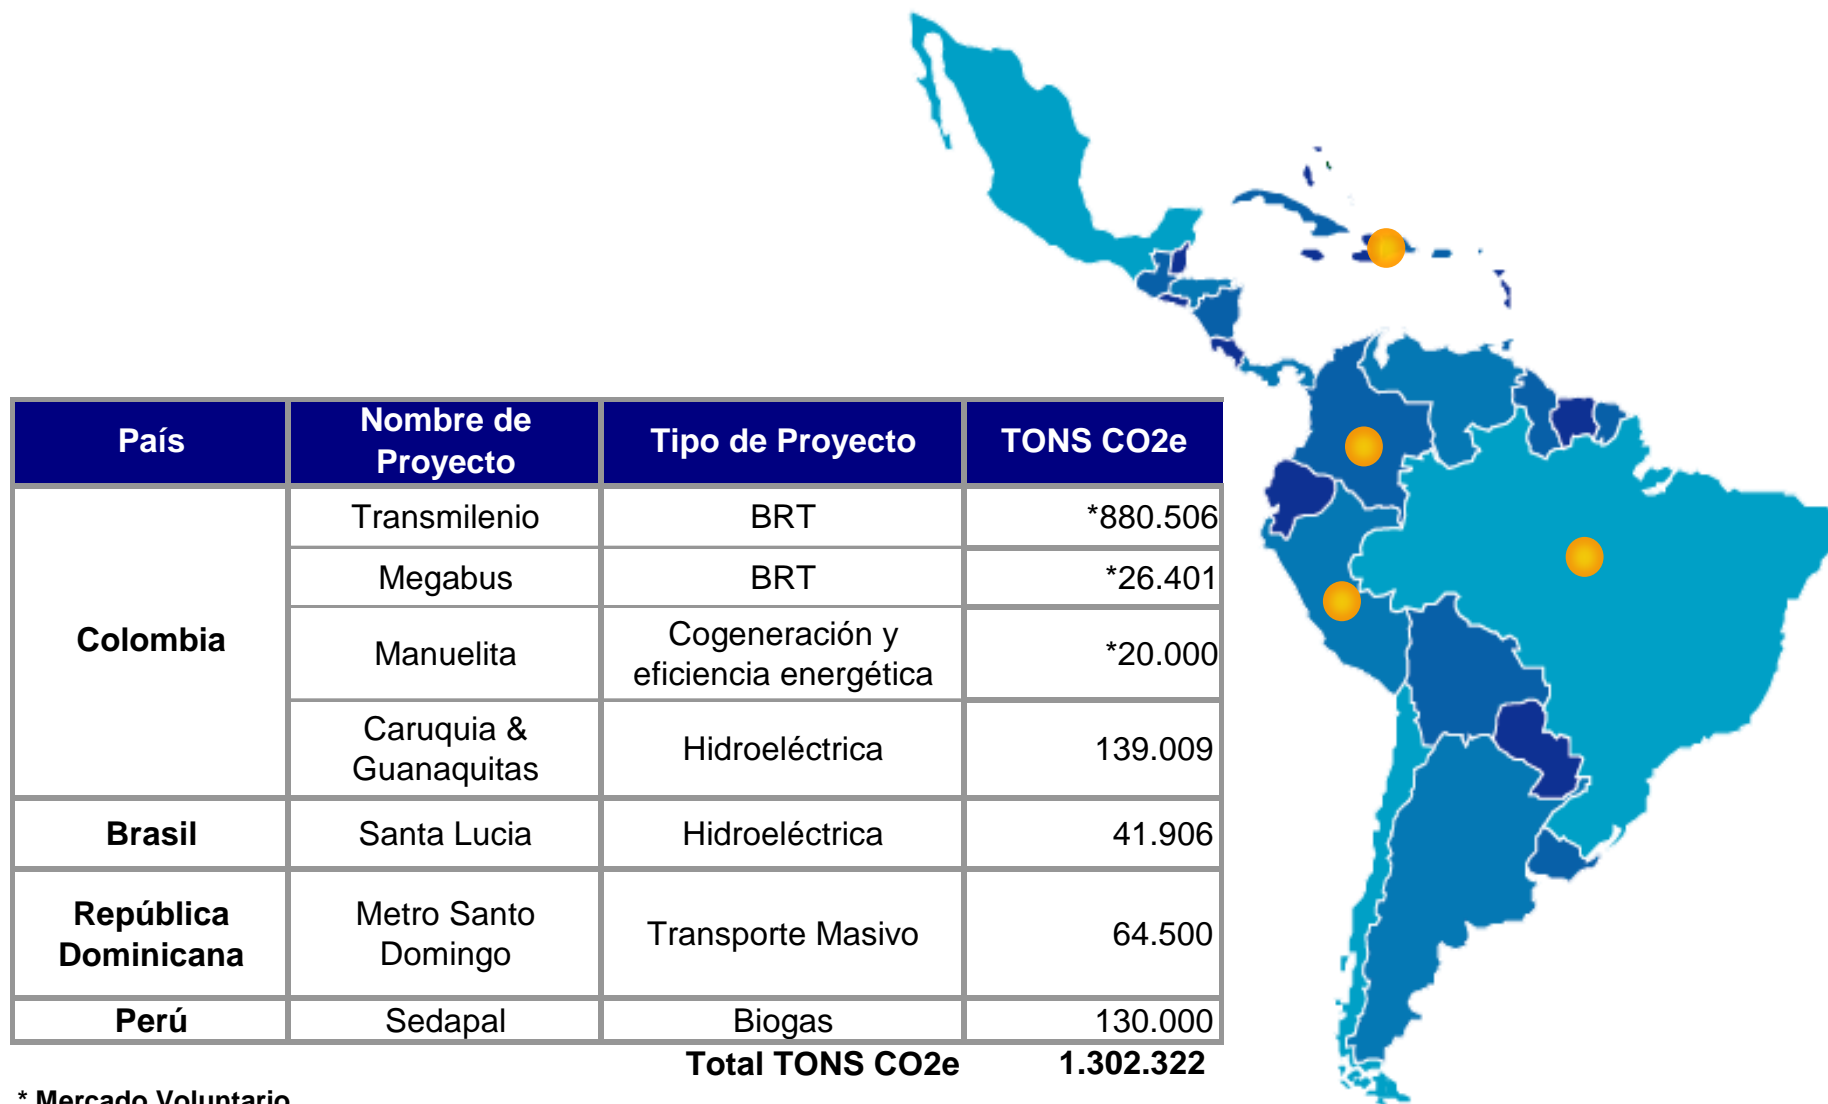 País
Nombre de
Proyecto
Tipo de Proyecto
TONS CO2e
Colombia
Transmilenio
BRT
*880.506
Megabus
BRT
*26.401
Manuelita
Cogeneración y
eficiencia energética
*20.000
Caruquia &
Guanaquitas
Hidroeléctrica
139.009
Brasil
Santa Lucia
Hidroeléctrica
41.906
República
Dominicana
Metro Santo
Domingo
Transporte Masivo
64.500
Perú
Sedapal
Biogas
130.000
Total TONS CO2e
1.302.322
* Mercado Voluntario